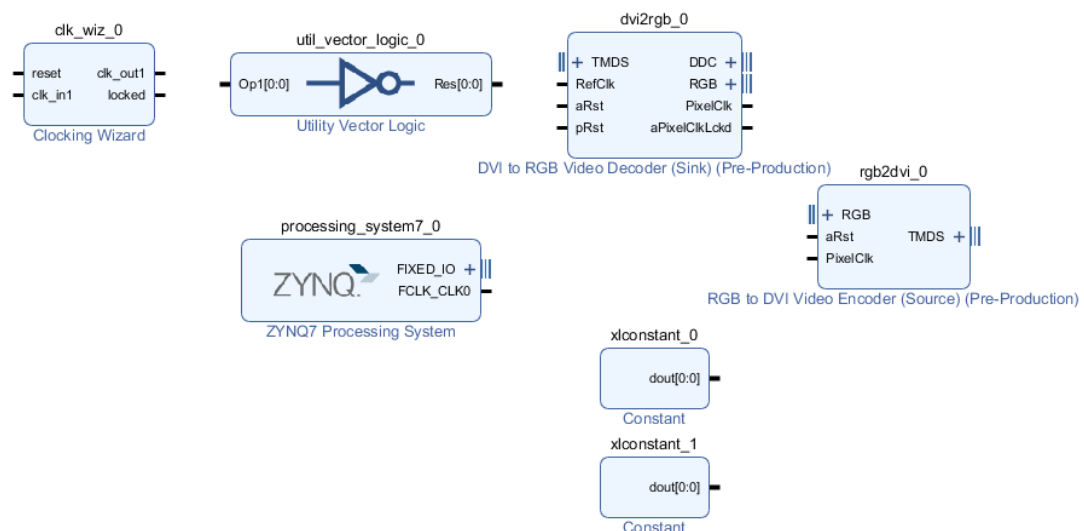 clk_wiz_0
reset
clk_in1
clk_out1
locked
Clocking Wizard
util_vector_logic_0
Op1[0:0]
Res[0:0]
Utility Vector Logic
dvi2rgb_0
TMDS
RefClk
aRst
pRst
DDC
RGB
PixelClk
aPixelClkLckd
DVI to RGB Video Decoder (Sink) (Pre-Production)
rgb2dvi_0
RGB
aRst
PixelClk
TMDS
RGB to DVI Video Encoder (Source) (Pre-Production)
processing_system7_0
ZYNQ.
FIXED_IO
FCLK_CLK0
ZYNQ7 Processing System
xlconstant_0
dout[0:0]
Constant
xlconstant_1
dout[0:0]
Constant